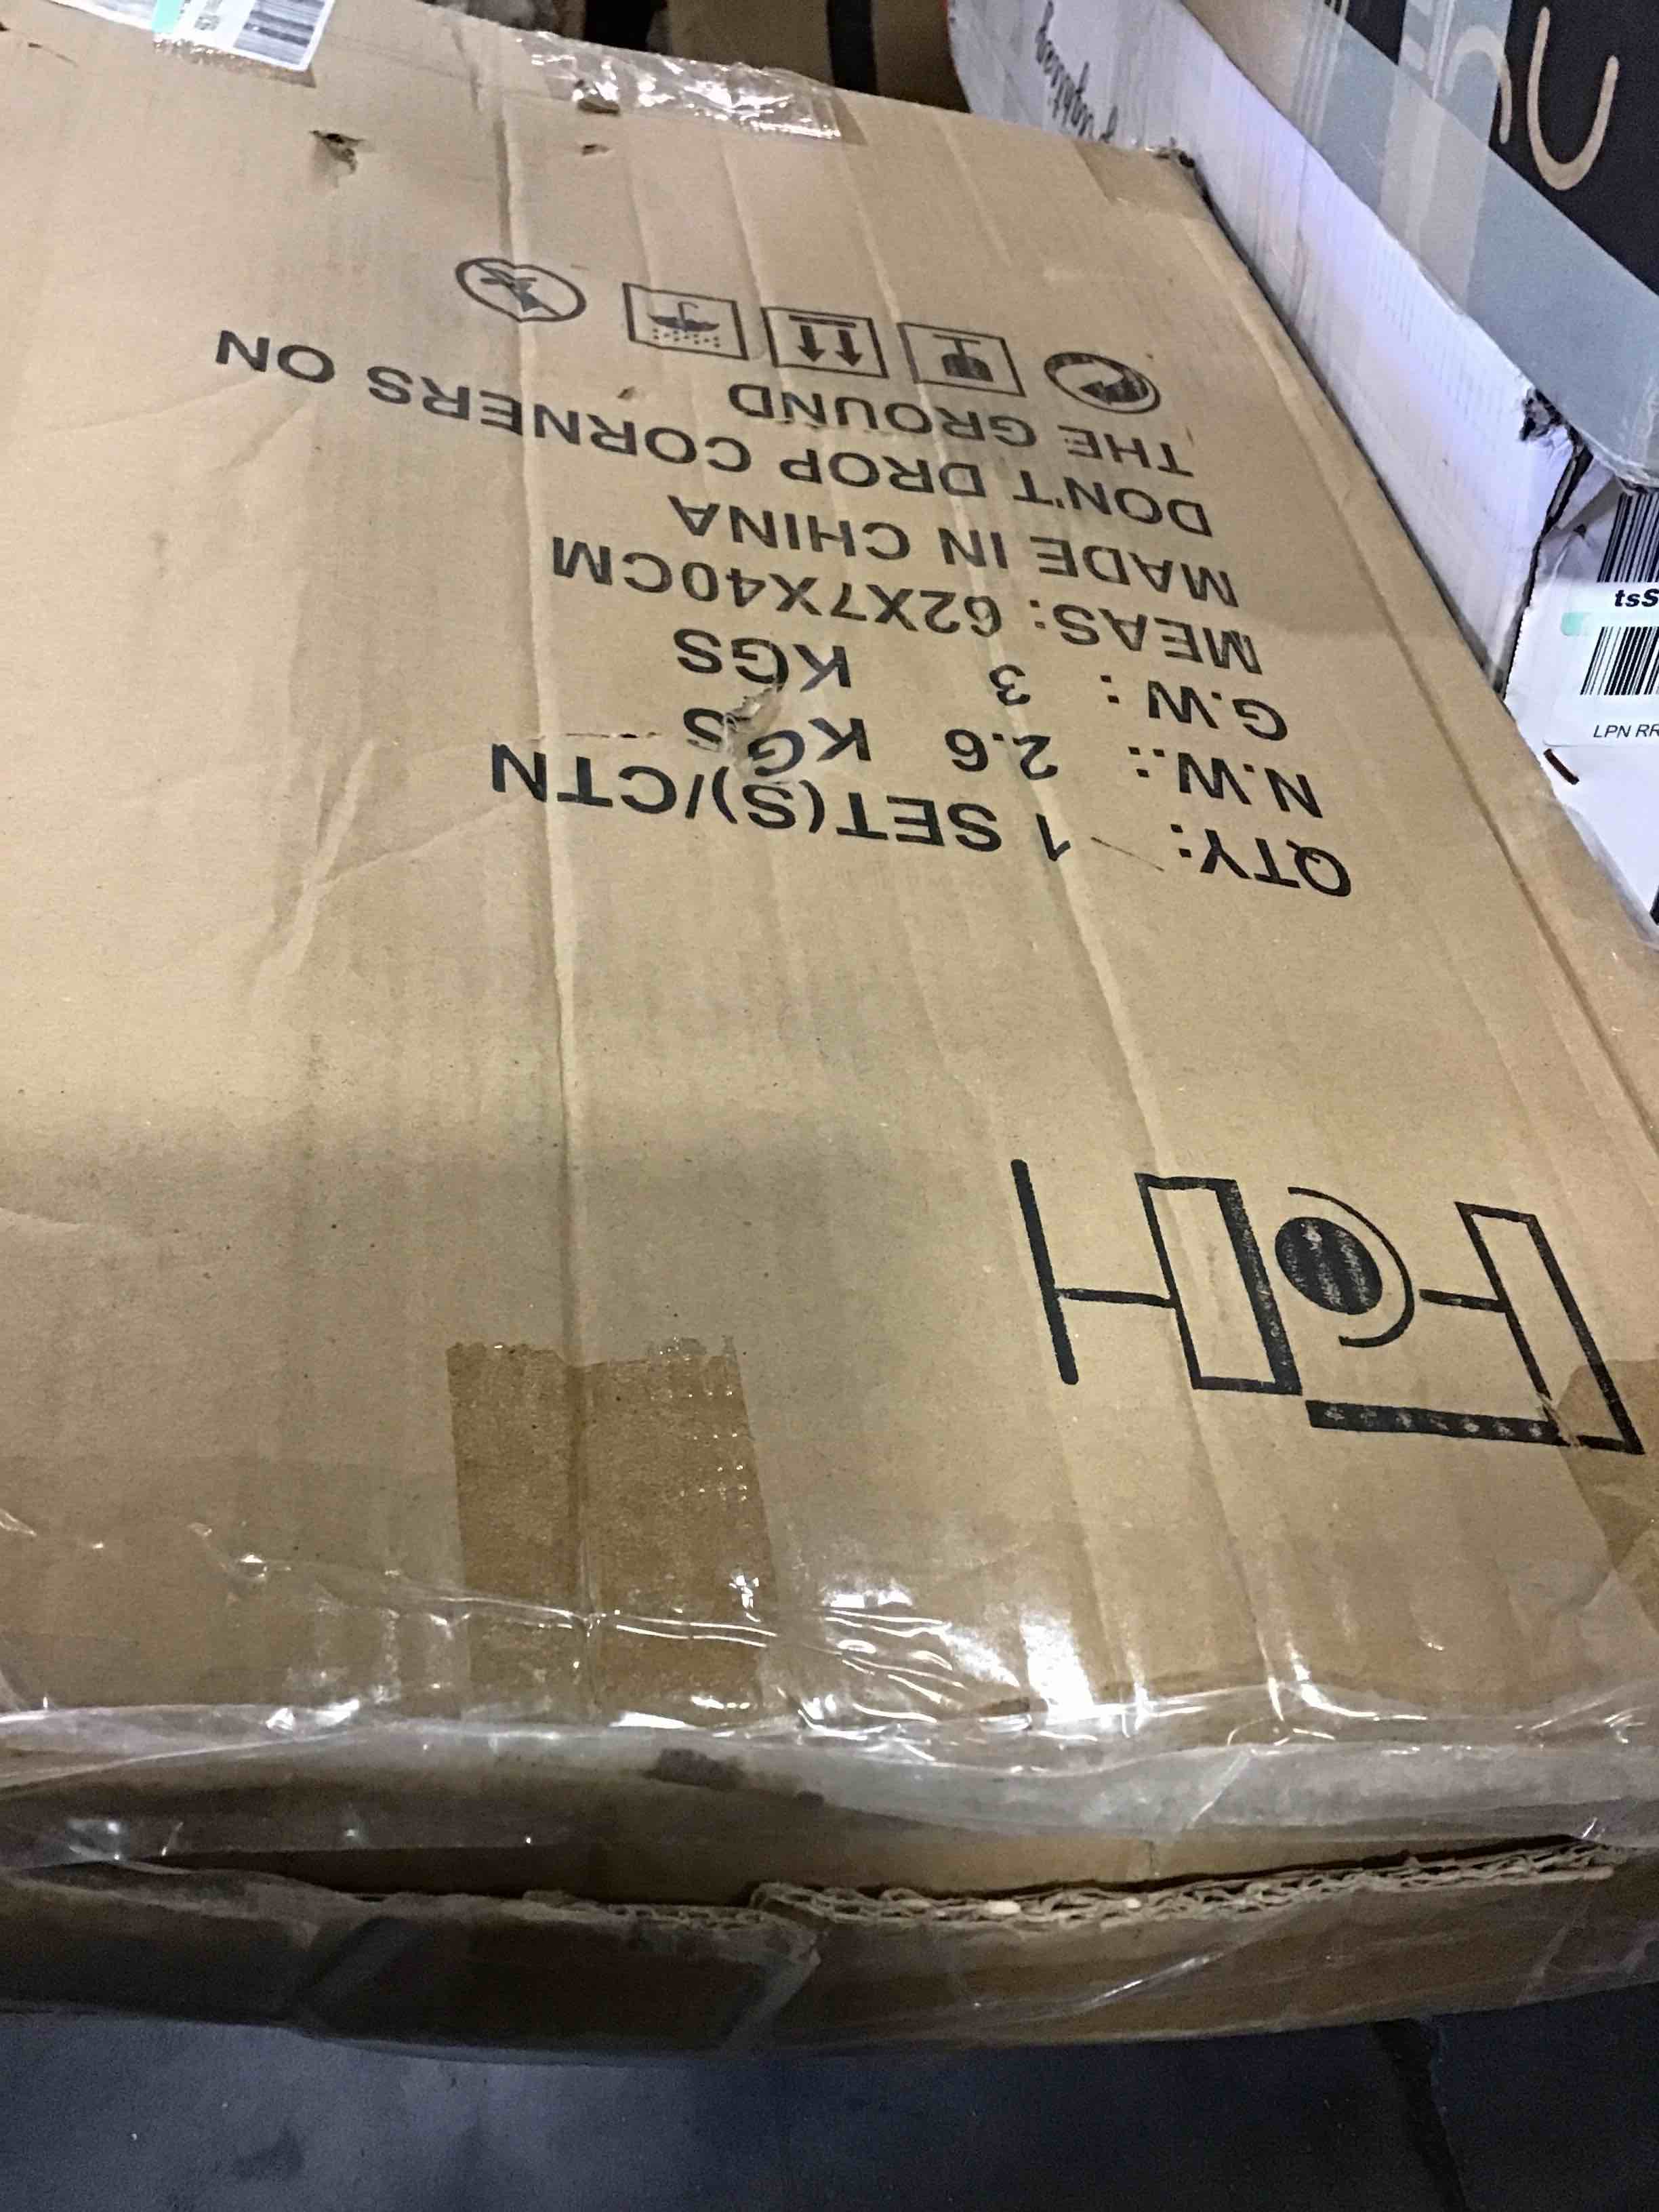 QTY: 1 SET(S)/CTN
N.W.: 2.6 KGS
G.W: 3 KGS
MEAS: 62X7X40CM
MADE IN CHINA
DON'T DROP CORNERS ON
THE GROUND
tsS
LPN RR